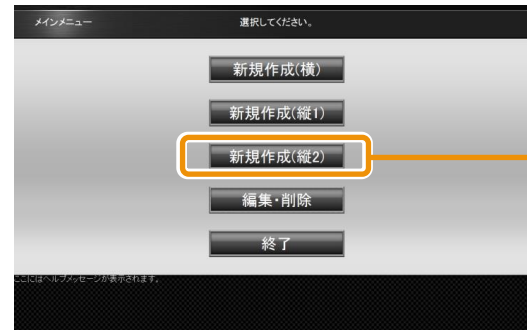 メインメニュー
選択してください。
新規作成(横)
新規作成(縦1)
新規作成(縦2)
編集・削除
終了
ここにはヘルプメッセージが表示されます。